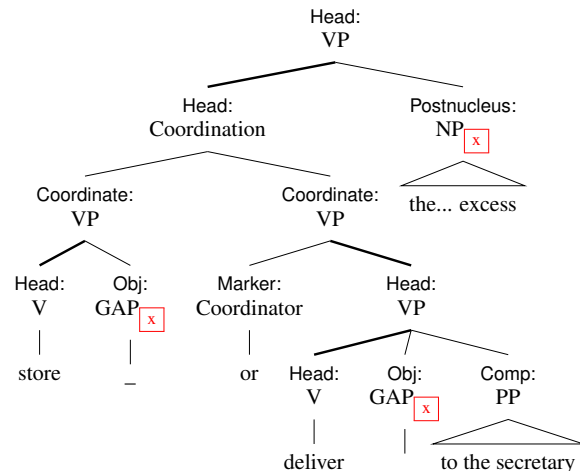 Head:
VP
Head: Postnucleus:
Coordination NP x
Coordinate: Coordinate:
VP VP the... excess
Head: Obj: Marker: Head:
V GAP x Coordinator VP
store _ or Head: Obj: Comp:
V GAP x PP
deliver to the secretary